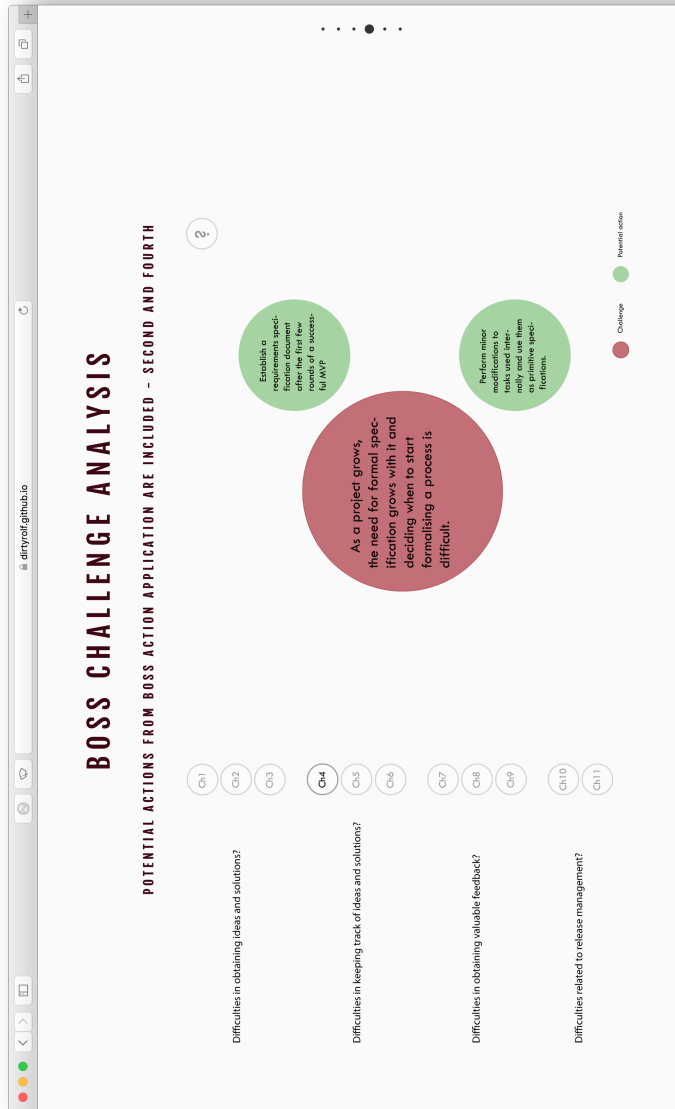 dirtyrolf.github.io
BOSS CHALLENGE ANALYSIS
POTENTIAL ACTIONS FROM BOSS ACTION APPLICATION ARE INCLUDED – SECOND AND FOURTH
?
Difficulties in obtaining ideas and solutions?
Ch1
Ch2
Ch3
Difficulties in keeping track of ideas and solutions?
Ch4
Ch5
Ch6
Difficulties in obtaining valuable feedback?
Ch7
Ch8
Ch9
Difficulties related to release management?
Ch10
Ch11
As a project grows,
the need for formal spec-
ification grows with it and
deciding when to start
formalising a process is
difficult.
Establish a
requirements speci-
fication document
after the first few
rounds of a success-
ful MVP
Perform minor
modifications to
tasks used inter-
nally and use them
as primitive speci-
fications.
Challenge
Potential action